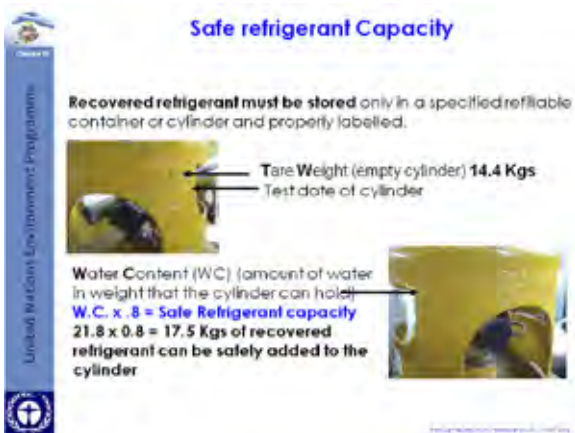 Safe refrigerant Capacity
United Nations Environment Programme
Recovered refrigerant must be stored only in a specified refillable
container or cylinder and properly labelled.
Tare Weight (empty cylinder) 14.4 Kgs
Test date of cylinder
Water Content (WC) (amount of water
in weight that the cylinder can hold)
W.C. x .8 = Safe Refrigerant capacity
21.8 x 0.8 = 17.5 Kgs of recovered
refrigerant can be safely added to the
cylinder